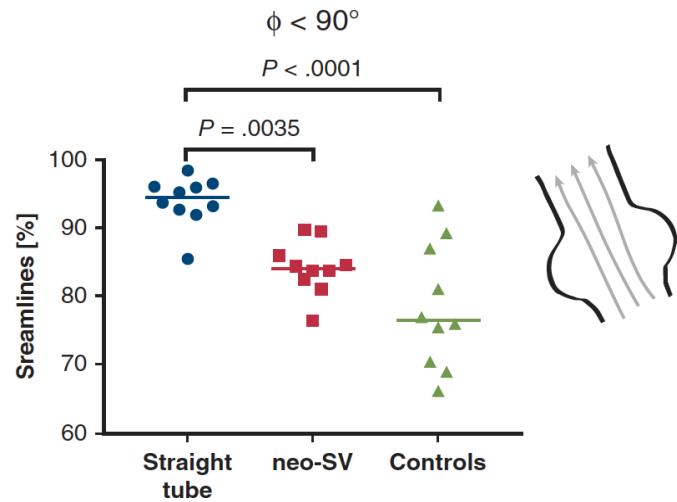 ϕ < 90°
P < .0001
P = .0035
100
90
80
70
60
Sreamlines [%]
Straight
tube
neo-SV
Controls